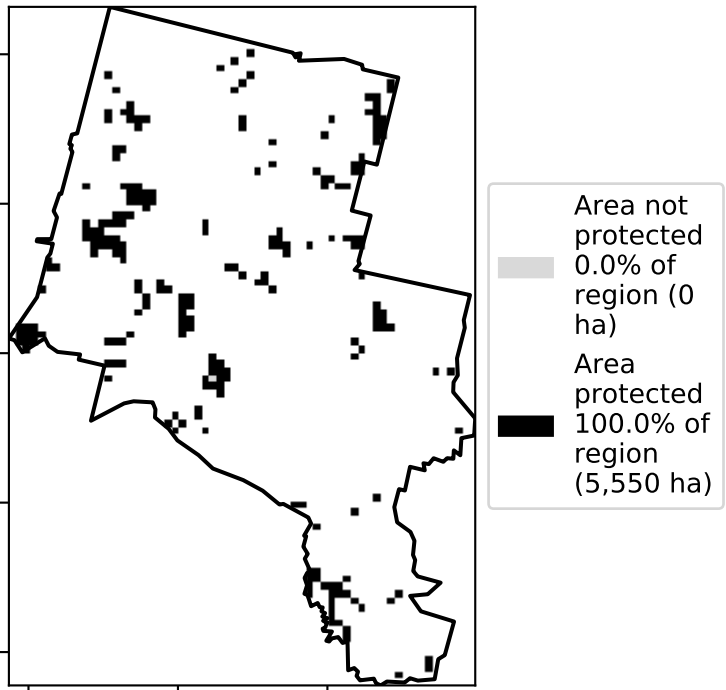 Area not
protected
0.0% of
region (0
ha)
Area
protected
100.0% of
region
(5,550 ha)